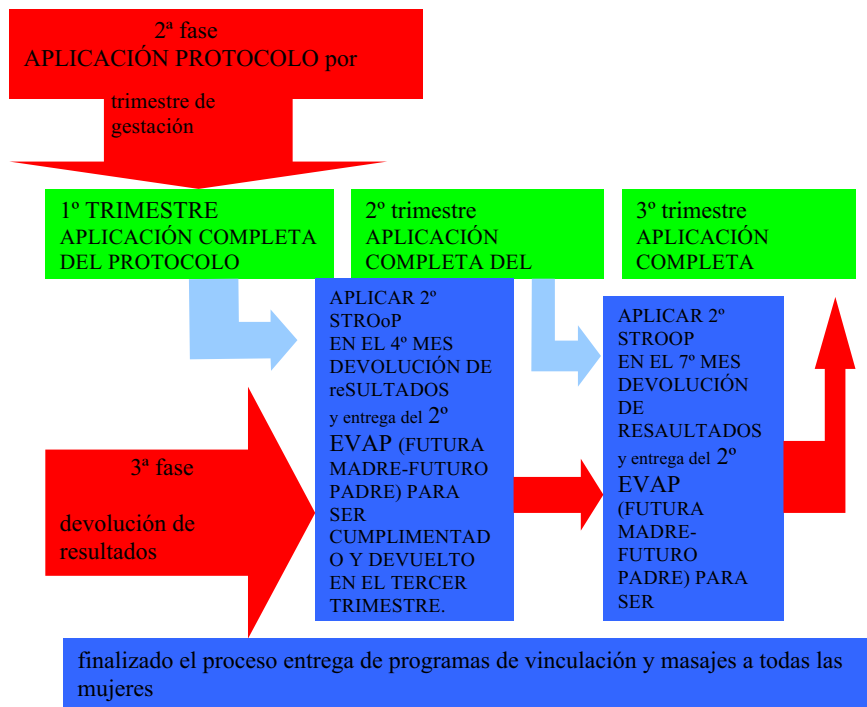 2ª fase
APLICACIÓN PROTOCOLO por
trimestre de
gestación
1º TRIMESTRE
APLICACIÓN COMPLETA
DEL PROTOCOLO
2º trimestre
APLICACIÓN
COMPLETA DEL
3º trimestre
APLICACIÓN
COMPLETA
APLICAR 2º
STROoP
EN EL 4º MES
DEVOLUCIÓN DE
reSULTADOS
y entrega del 2º
EVAP (FUTURA
MADRE-FUTURO
PADRE) PARA
SER
CUMPLIMENTAD
O Y DEVUELTO
EN EL TERCER
TRIMESTRE.
APLICAR 2º
STROOP
EN EL 7º MES
DEVOLUCIÓN
DE
RESAULTADOS
y entrega del 2º
EVAP
(FUTURA
MADRE-
FUTURO
PADRE) PARA
SER
3ª fase
devolución de
resultados
finalizado el proceso entrega de programas de vinculación y masajes a todas las
mujeres